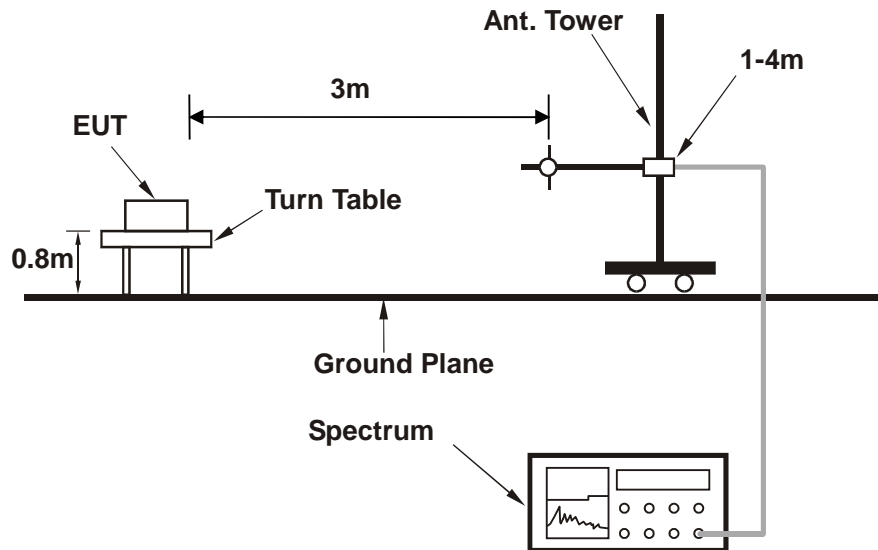 Ant. Tower
1-4m
3m
EUT
Turn Table
0.8m
Ground Plane
Spectrum